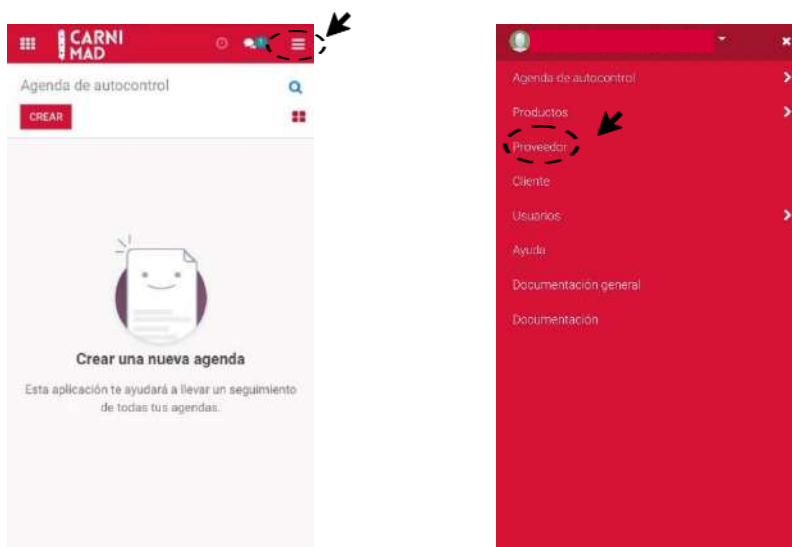 CARNI
MAD
1
Agenda de autocontrol
CREAR
Crear una nueva agenda
Esta aplicación te ayudará a llevar un seguimiento
de todas tus agendas.
Agenda de autocontrol
Productos
Proveedor
Cliente
Usuarios
Ayuda
Documentación general
Documentación